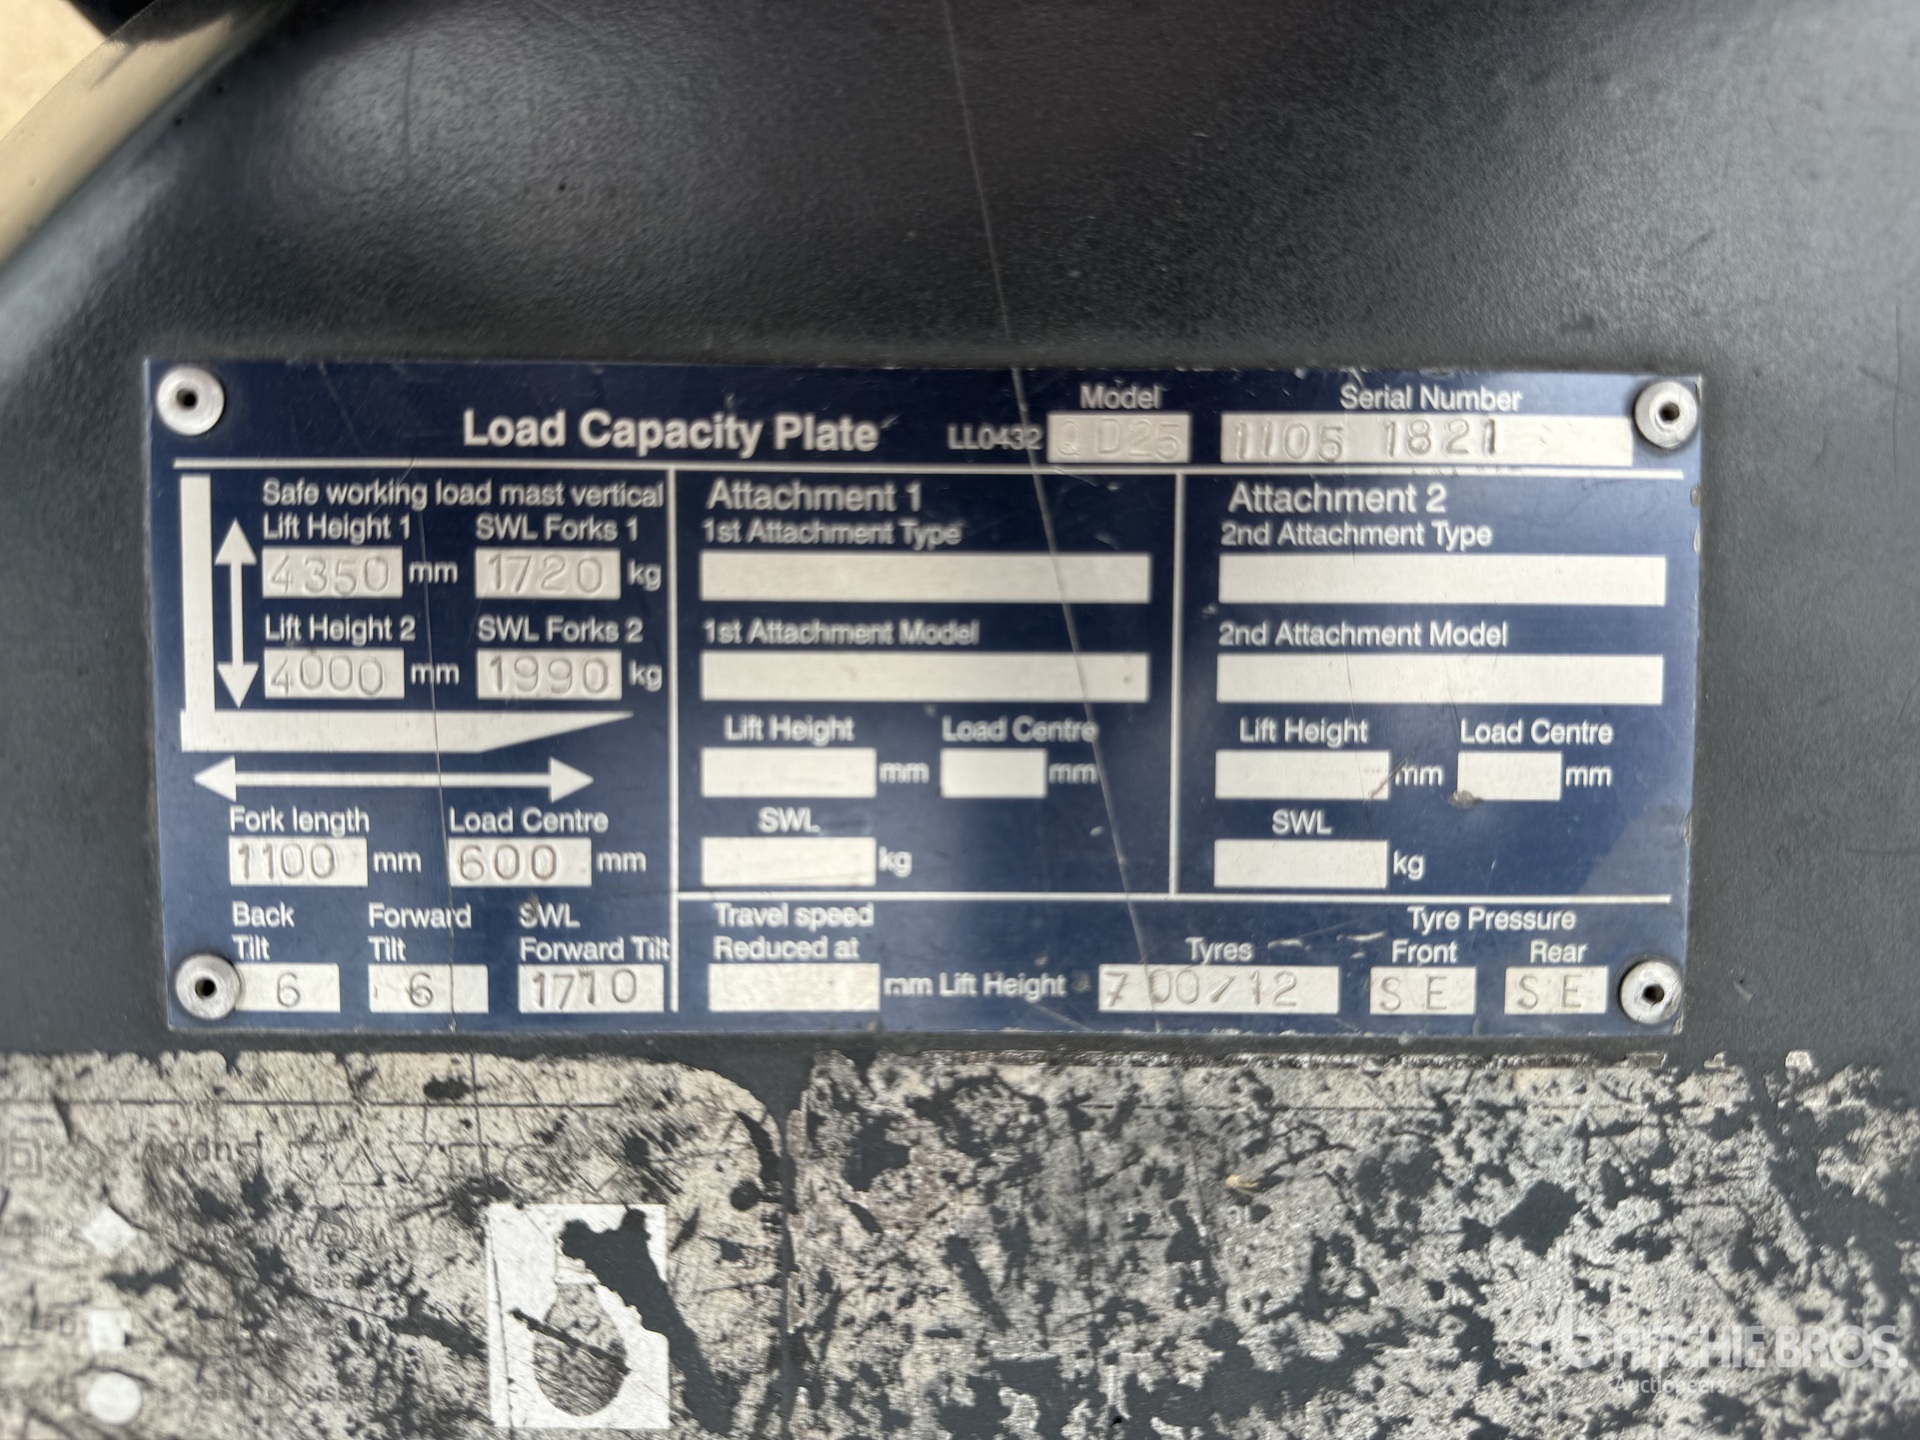 Model Serial Number
Load Capacity Plate LL0432 QD25 1105 1821
Safe working load mast vertical
Lift Height 1 SWL Forks 1
4350 mm 1720 kg
Lift Height 2 SWL Forks 2
4000 mm 1990 kg
Fork length Load Centre
1100 mm 600 mm
Back Tilt Forward Tilt SWL Forward Tilt
6 6 1770
Attachment 1
1st Attachment Type
1st Attachment Model
Lift Height Load Centre
mm mm
SWL
kg
Attachment 2
2nd Attachment Type
2nd Attachment Model
Lift Height Load Centre
mm mm
SWL
kg
Travel speed
Reduced at
mm Lift Height
Tyres
700/12
Tyre Pressure
Front Rear
SE SE
RITCHIE BROS.
Auctioneers